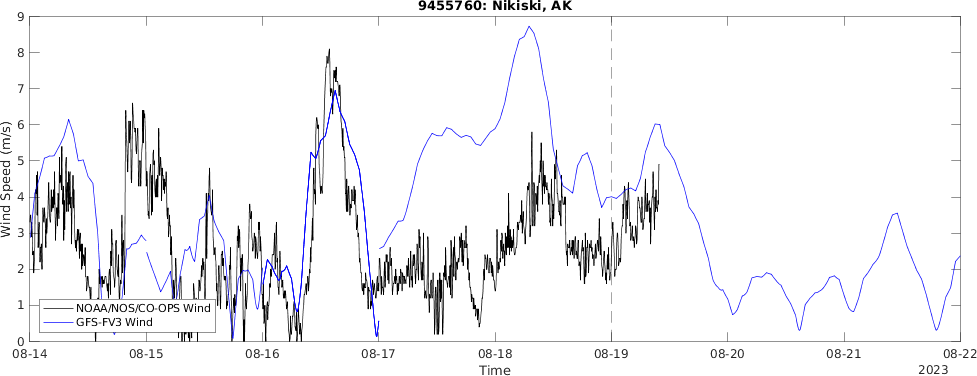 9455760: Nikiski, AK
Wind Speed (m/s)
9
8
7
6
5
4
3
2
1
0
NOAA/NOS/CO-OPS Wind
GFS-FV3 Wind
08-14 08-15 08-16 08-17 08-18 08-19 08-20 08-21 08-22
Time
2023